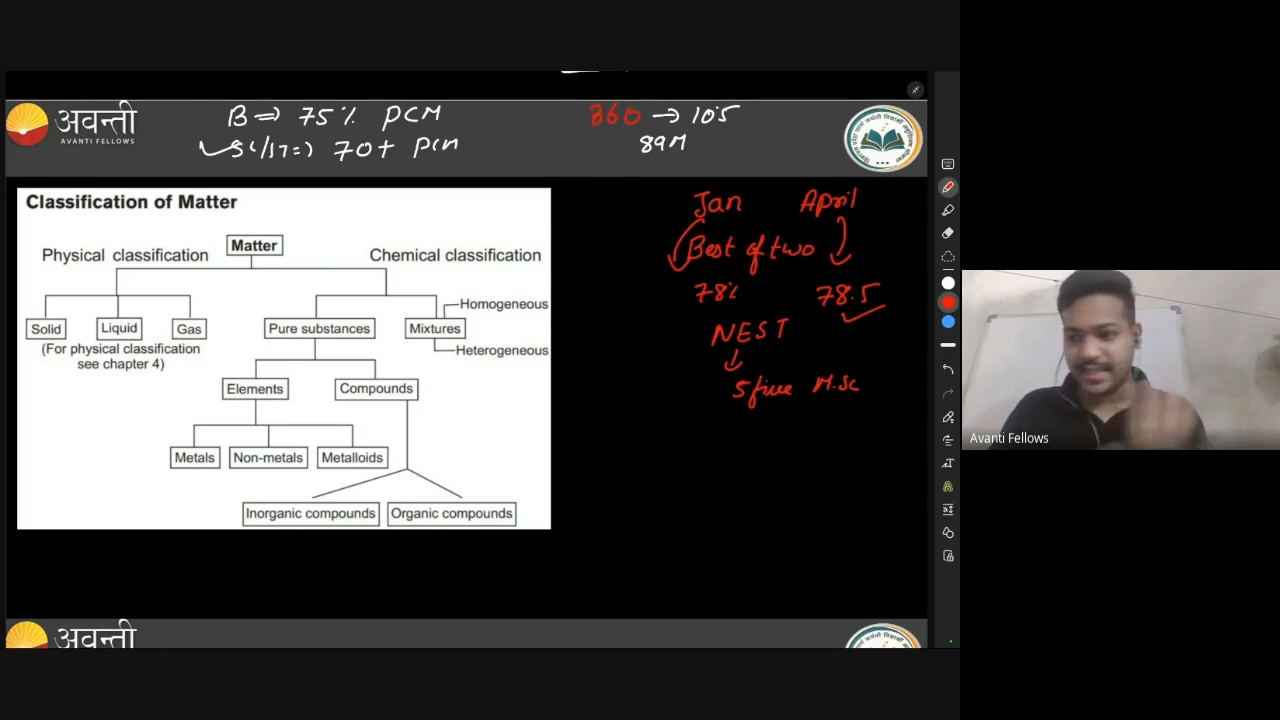 अवन्ती
AVANTI FELLOWS
B => 75% PCM
SC/ST => 70+ PCM
360 → 105
89M
Classification of Matter
Matter
Physical classification
Chemical classification
Solid
Liquid
Gas
(For physical classification
see chapter 4)
Pure substances
Mixtures
Homogeneous
Heterogeneous
Elements
Compounds
Metals
Non-metals
Metalloids
Inorganic compounds
Organic compounds
Jan April
Best of two
78% 78.5
NEST
5 M.Sc
Avanti Fellows
अवन्ती